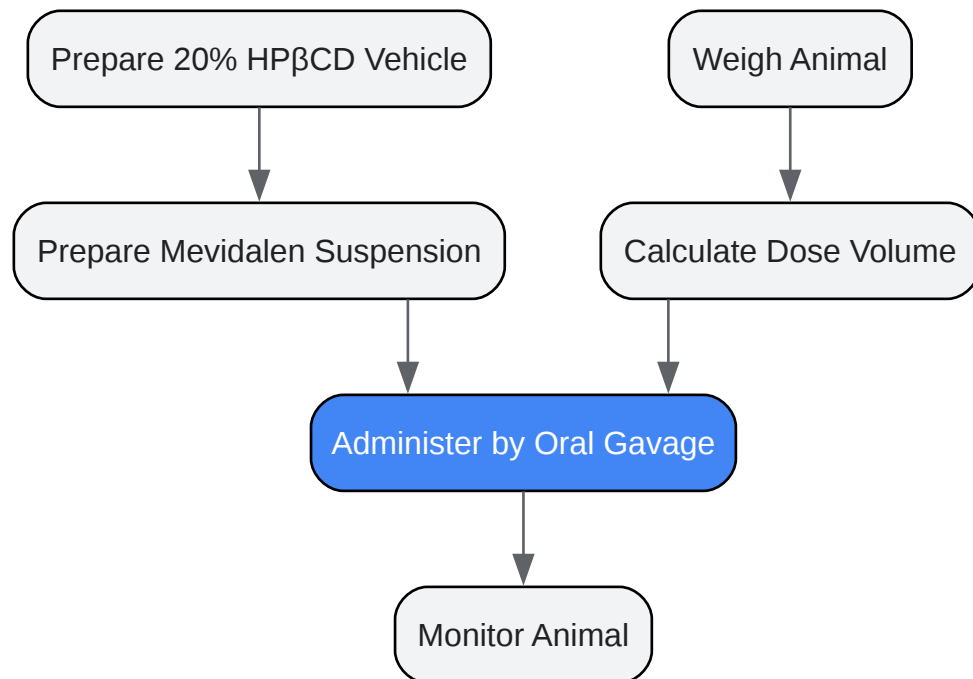 Prepare 20% HPβCD Vehicle
Weigh Animal
Prepare Mevidalen Suspension
Calculate Dose Volume
Administer by Oral Gavage
Monitor Animal